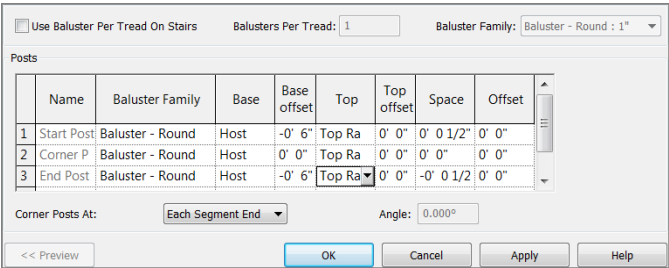 Use Baluster Per Tread On Stairs Balusters Per Tread: 1 Baluster Family: Baluster - Round : 1"
Posts
Name Baluster Family Base Base offset Top Top offset Space Offset
1 Start Post Baluster - Round Host -0' 6" Top Ra 0' 0" 0' 0 1/2" 0' 0"
2 Corner P Baluster - Round Host 0' 0" Top Ra 0' 0" 0' 0" 0' 0"
3 End Post Baluster - Round Host -0' 6" Top Ra 0' 0" -0' 0 1/2 0' 0"
Corner Posts At: Each Segment End Angle: 0.000°
<< Preview OK Cancel Apply Help